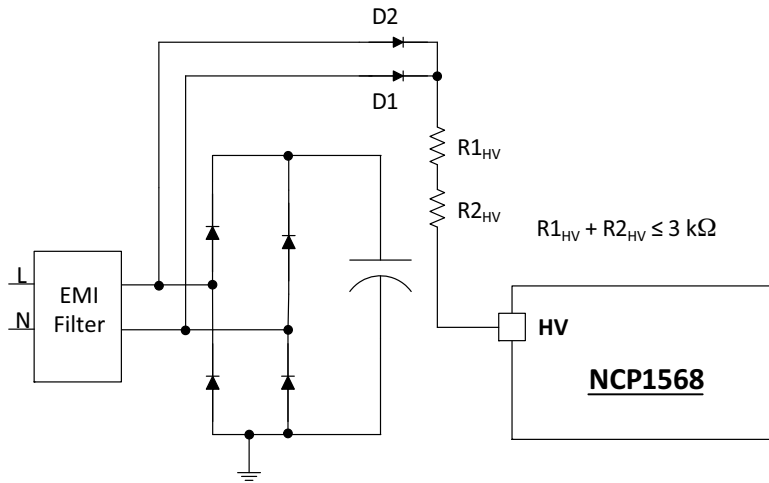 D2
D1
R1HV
R2HV
R1HV + R2HV ≤ 3 kΩ
L
EMI
Filter
N
HV
NCP1568